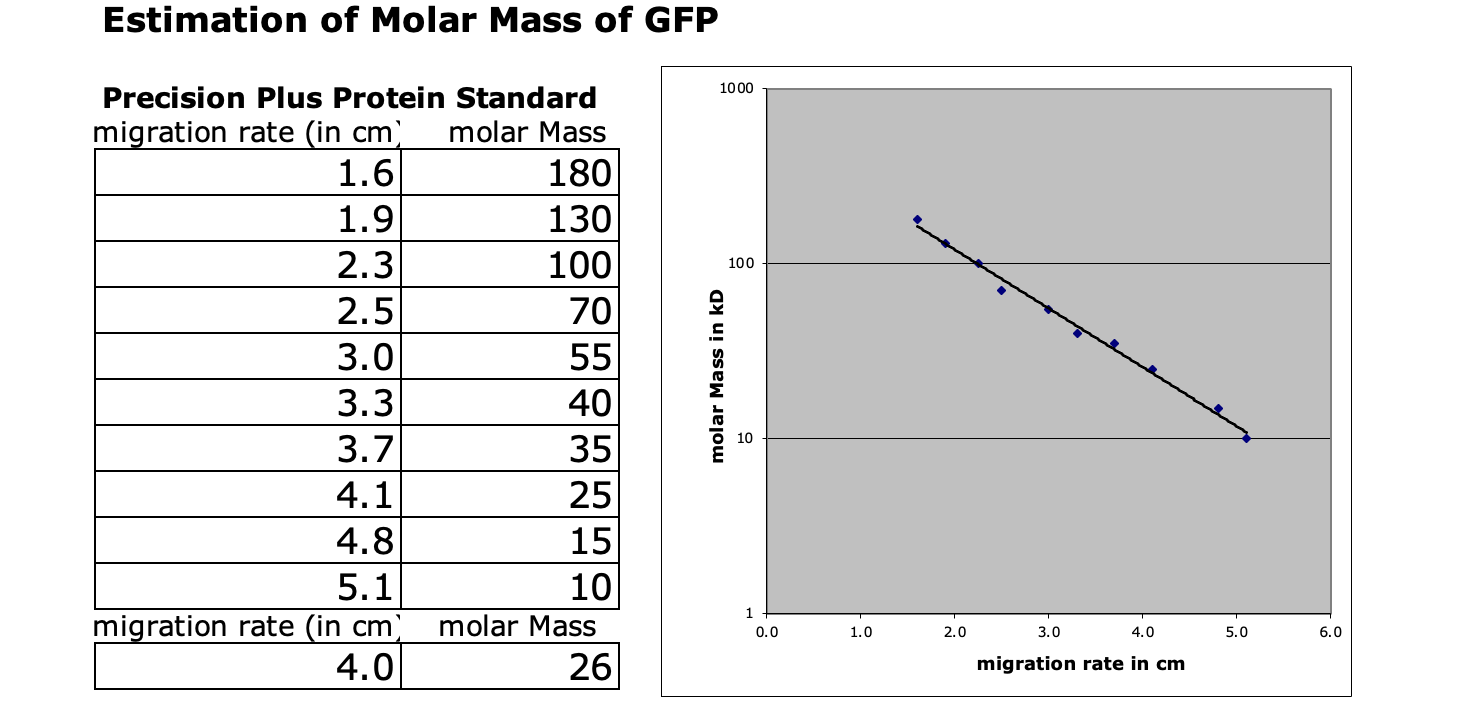 Estimation of Molar Mass of GFP
Precision Plus Protein Standard
migration rate (in cm) molar Mass
1.6 180
1.9 130
2.3 100
2.5 70
3.0 55
3.3 40
3.7 35
4.1 25
4.8 15
5.1 10
migration rate (in cm) molar Mass
4.0 26
1000
100
10
1
molar Mass in kD
0.0 1.0 2.0 3.0 4.0 5.0 6.0
migration rate in cm